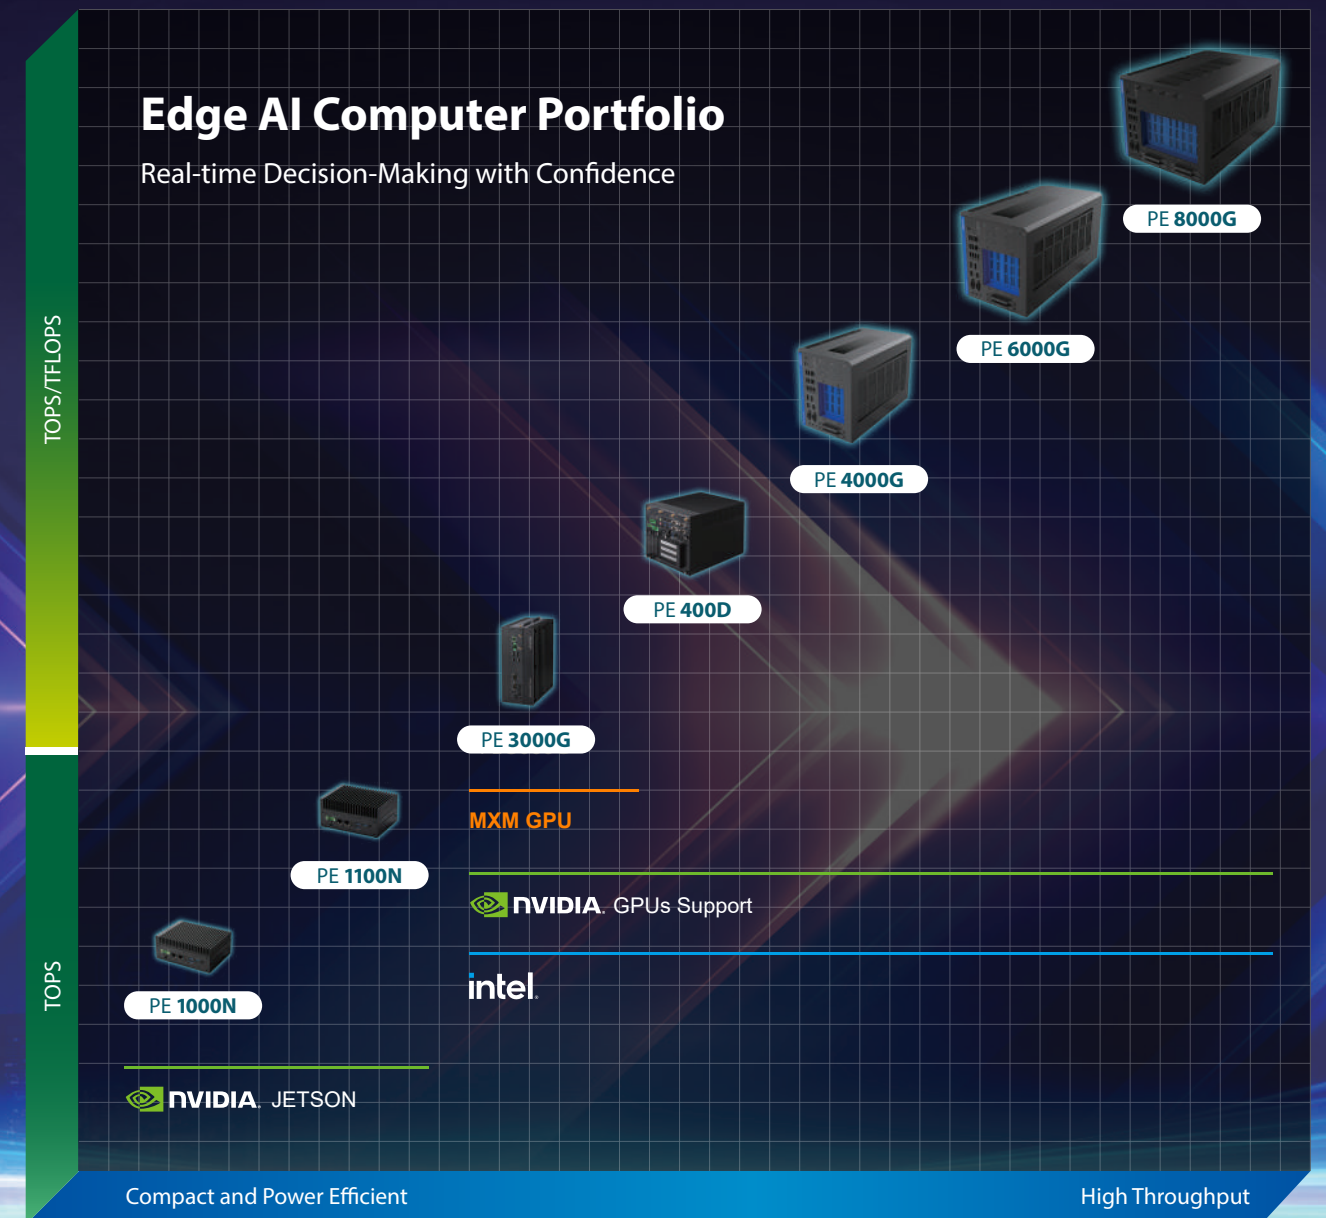 Edge AI Computer Portfolio
Real-time Decision-Making with Confidence
PE 8000G
PE 6000G
TOPS/TFLOPS
PE 4000G
PE 400D
PE 3000G
MXM GPU
PE 1100N
NVIDIA. GPUs Support
intel.
TOPS
PE 1000N
NVIDIA. JETSON
Compact and Power Efficient
High Throughput